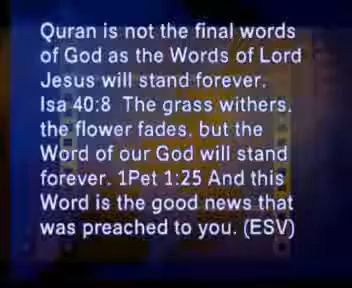 Quran is not the final words
of God as the Words of Lord
Jesus will stand forever.
Isa 40:8 The grass withers,
the flower fades, but the
Word of our God will stand
forever. 1Pet 1:25 And this
Word is the good news that
was preached to you. (ESV)